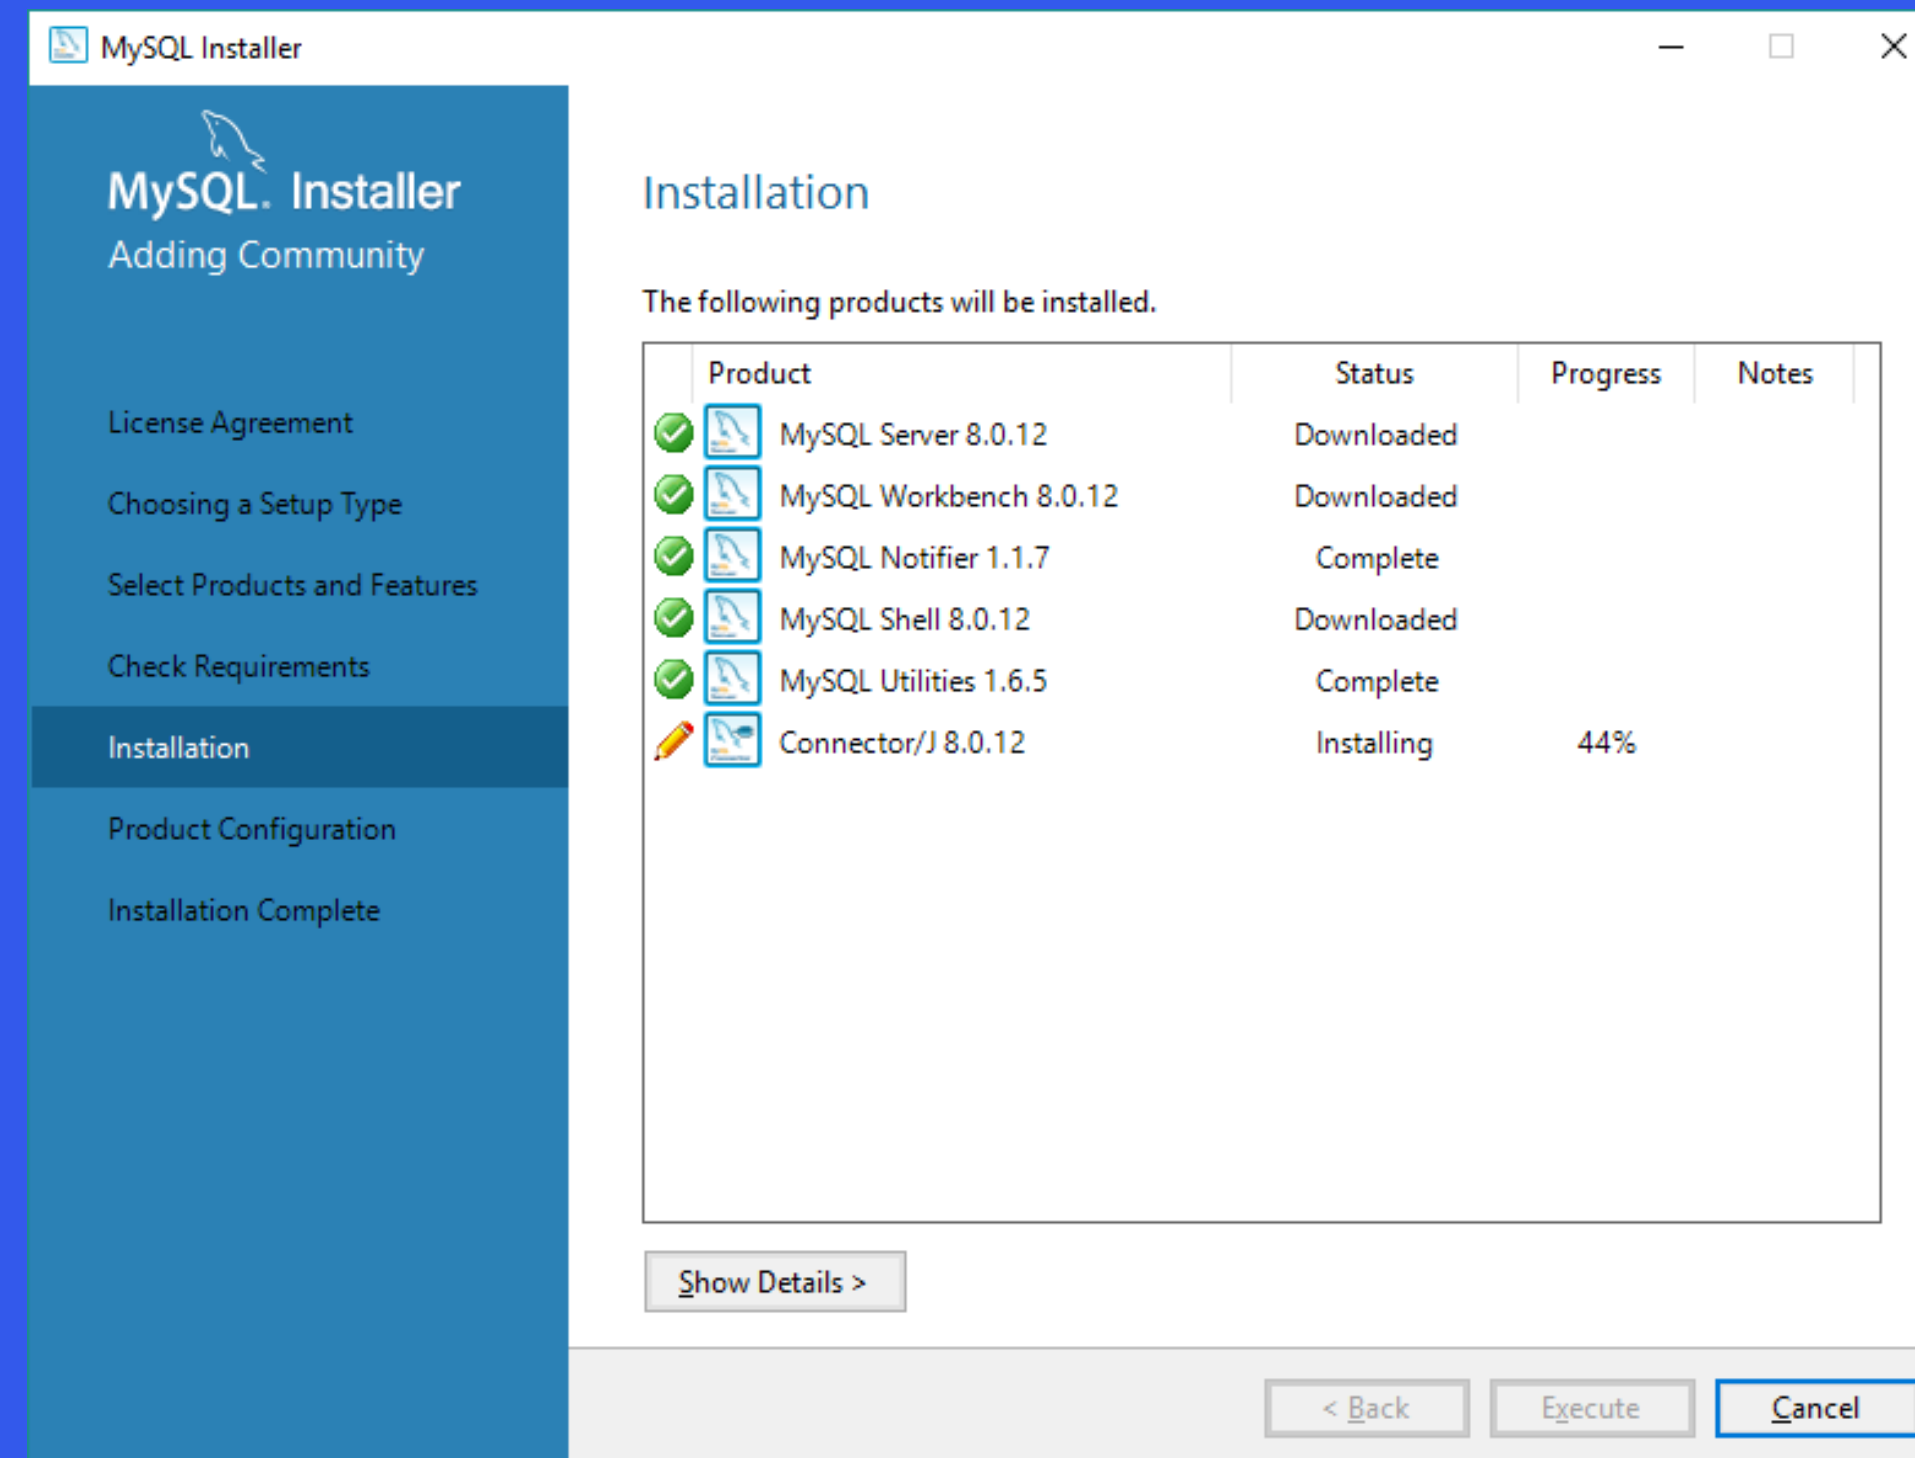 MySQL Installer
MySQL. Installer
Adding Community
License Agreement
Choosing a Setup Type
Select Products and Features
Check Requirements
Installation
Product Configuration
Installation Complete
Installation
The following products will be installed.
Product Status Progress Notes
MySQL Server 8.0.12 Downloaded
MySQL Workbench 8.0.12 Downloaded
MySQL Notifier 1.1.7 Complete
MySQL Shell 8.0.12 Downloaded
MySQL Utilities 1.6.5 Complete
Connector/J 8.0.12 Installing 44%
Show Details >
< Back Execute Cancel